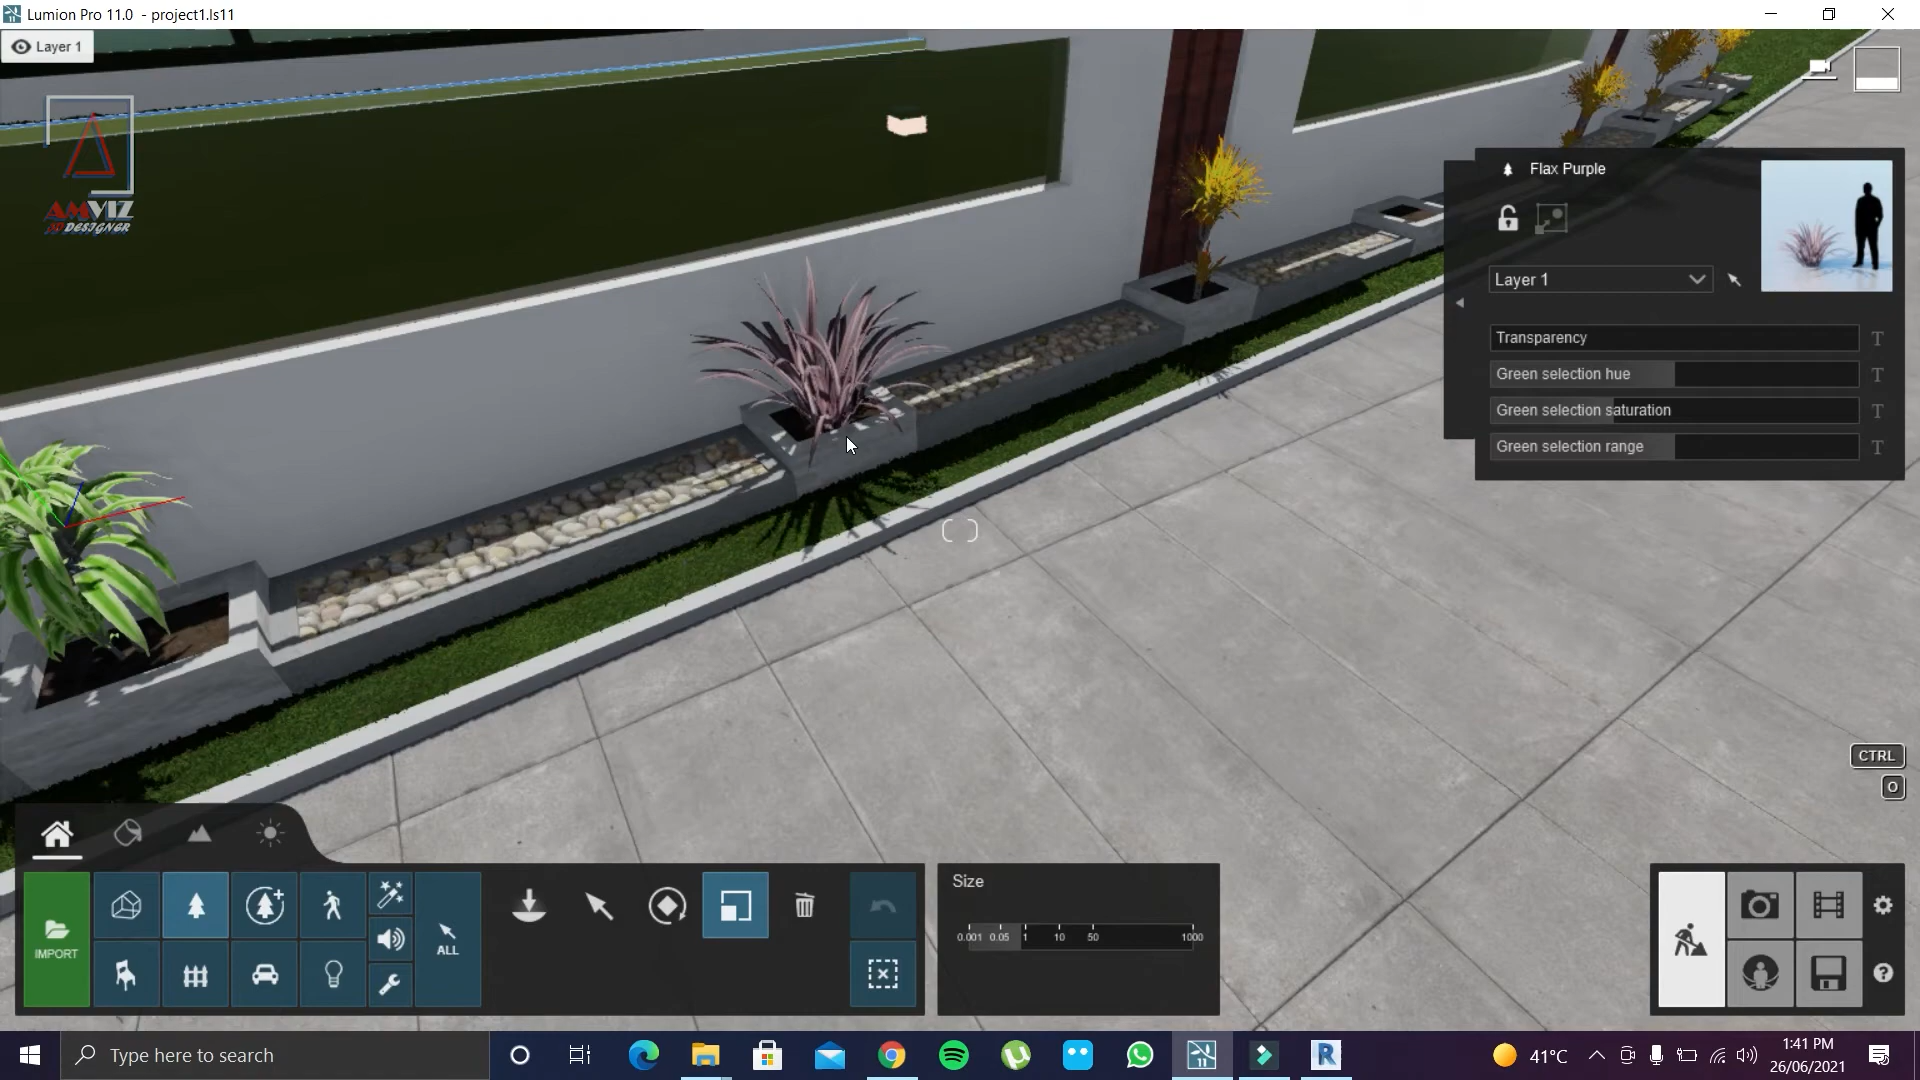 Lumion Pro 11.0 - project1.ls11
Layer 1
AMVIZ
3D DESIGNER
Flax Purple
Layer 1
Transparency
T
Green selection hue
T
Green selection saturation
T
Green selection range
T
CTRL
O
IMPORT
ALL
Size
0.001 0.05 1 10 50 1000
Type here to search
41°C
1:41 PM
26/06/2021